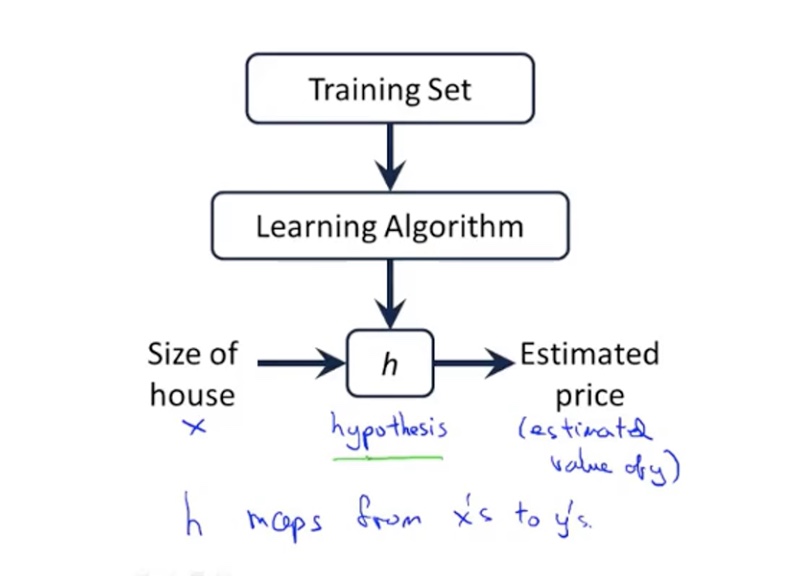 Training Set
Learning Algorithm
Size of
house
h
Estimated
price
x
hypothesis
(estimated
value of y)
h maps from x's to y's.